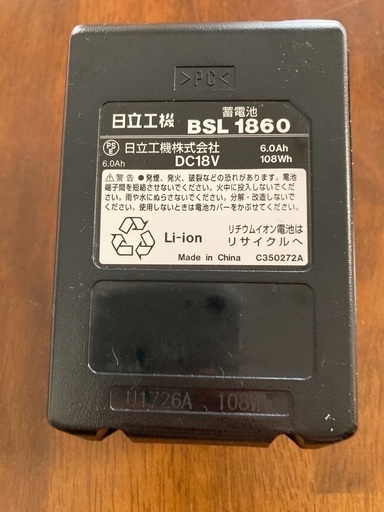 >PC<
日立工機 蓄電池 BSL 1860
PS E 日立工機株式会社 6.0Ah
6.0Ah DC18V 108Wh
⚠警告 ●発煙、発火、破裂などの恐れがあります。電池
端子間を短絡させないでください。火中に投入しないでくださ
い。雨や水にぬらさないでください。分解・改造しないでく
ださい。使用しないときは電池カバーをかぶせてください。
Li-ion リチウムイオン電池は
リサイクルへ
Made in China C350272A
U1726A 108W